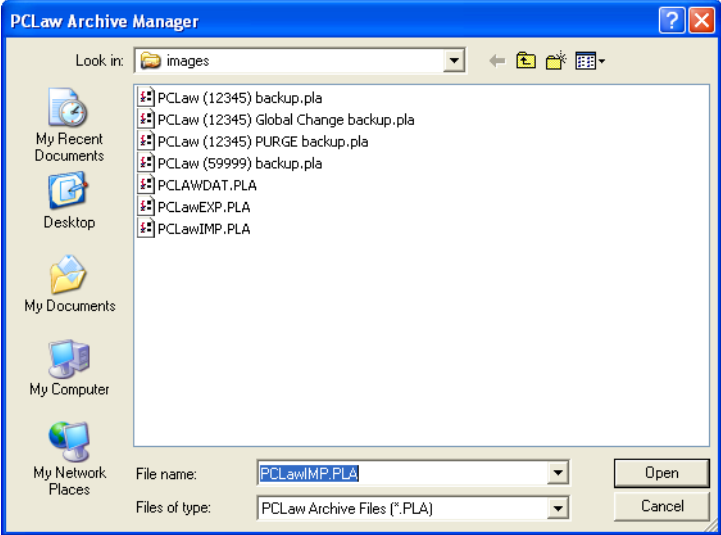 PCLaw Archive Manager
Look in: images
PCLaw (12345) backup.pla
PCLaw (12345) Global Change backup.pla
PCLaw (12345) PURGE backup.pla
PCLaw (59999) backup.pla
PCLAWDAT.PLA
PCLawEXP.PLA
PCLawIMP.PLA
My Recent
Documents
Desktop
My Documents
My Computer
My Network
Places
File name: PCLawIMP.PLA Open
Files of type: PCLaw Archive Files (*.PLA) Cancel